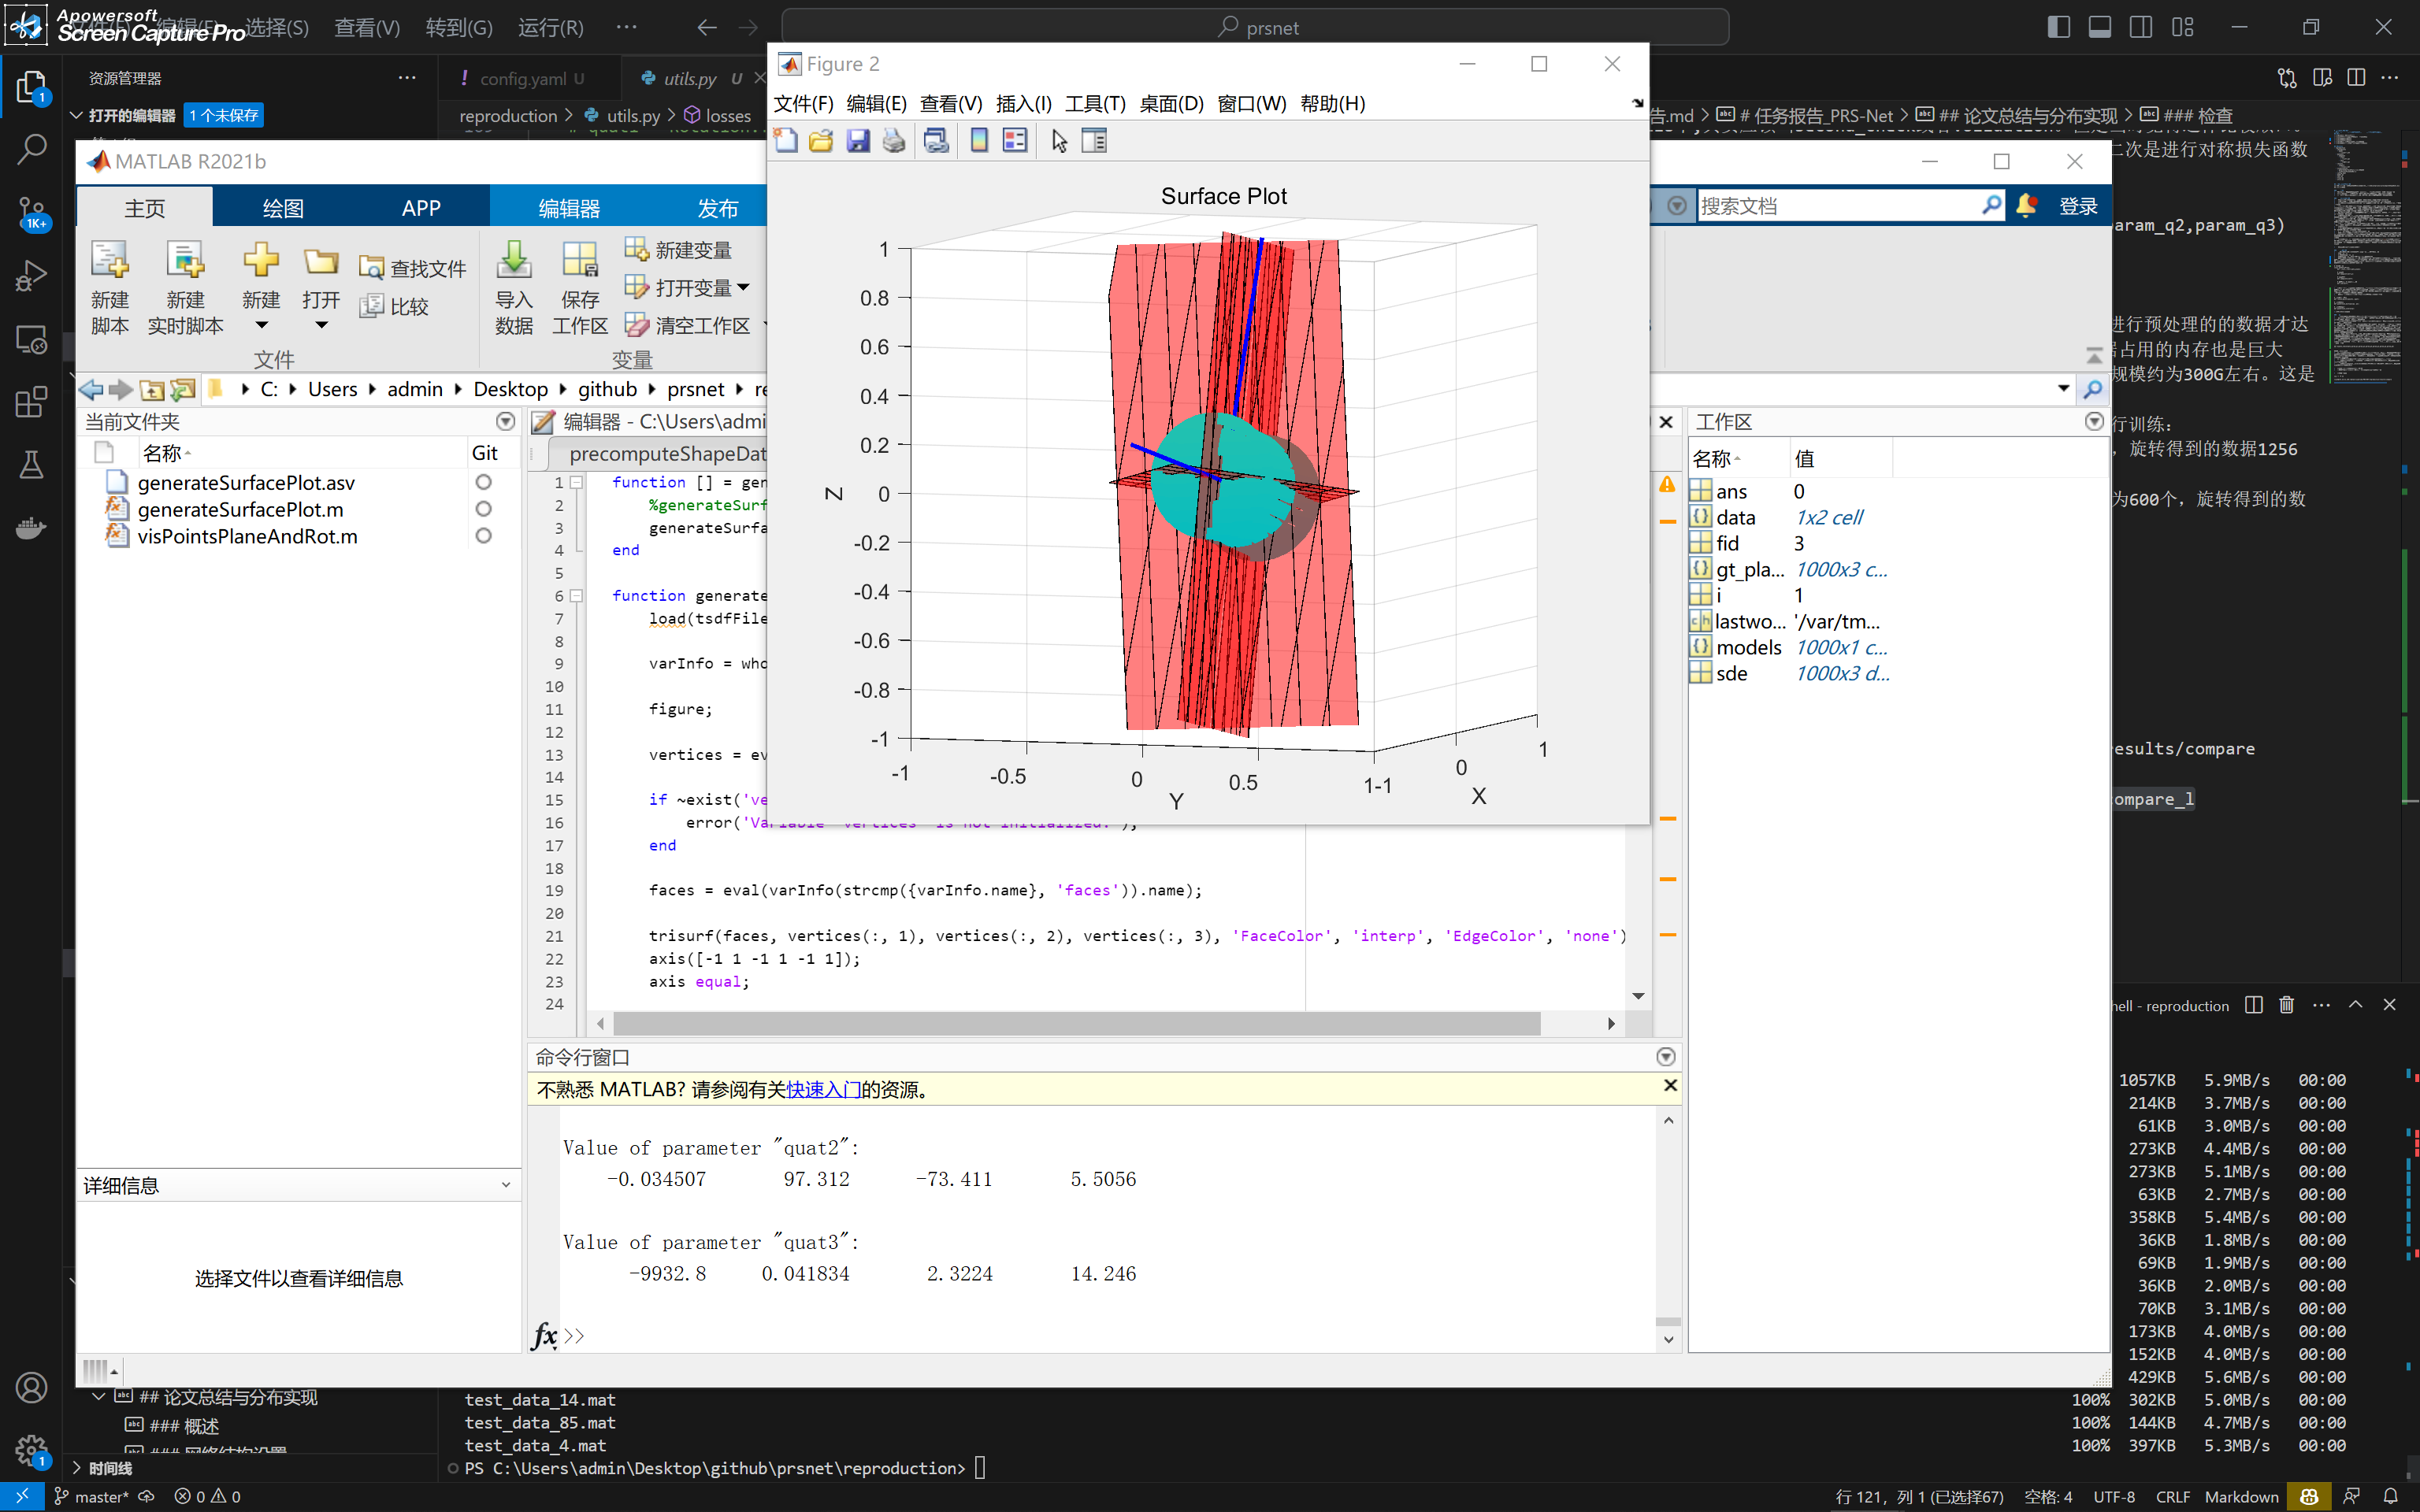 Apowersoft
Screen Capture Pro
选择(S) 查看(V) 转到(G) 运行(R) ···
prsnet
资源管理器
打开的编辑器 1 个未保存
config.yaml U
utils.py U
reproduction > utils.py > losses
告.md > # 任务报告_PRS-Net > ## 论文总结与分布实现 > ### 检查
二次是进行对称损失函数
aram_q2,param_q3)
进行预处理的的数据才达
占用的内存也是巨大
规模约为300G左右。这是
行训练:
，旋转得到的数据1256
为600个，旋转得到的数
esults/compare
ompare_l
MATLAB R2021b
主页 绘图 APP 编辑器 发布
搜索文档
登录
新建
脚本
新建
实时脚本
新建
打开
查找文件
比较
文件
导入
数据
保存
工作区
新建变量
打开变量
清空工作区
变量
C: Users admin Desktop github prsnet re
当前文件夹
名称 Git
generateSurfacePlot.asv
generateSurfacePlot.m
visPointsPlaneAndRot.m
详细信息
选择文件以查看详细信息
编辑器 - C:\Users\admi
precomputeShapeDat
1 function [] = gen
2 %generateSurf
3 generateSurfa
4 end
5
6 function generate
7 load(tsdfFile
8
9 varInfo = who
10
11 figure;
12
13 vertices = ev
14
15 if ~exist('ve
16 error('Variable
17 end
18
19 faces = eval(varInfo(strcmp({varInfo.name}, 'faces')).name);
20
21 trisurf(faces, vertices(:, 1), vertices(:, 2), vertices(:, 3), 'FaceColor', 'interp', 'EdgeColor', 'none')
22 axis([-1 1 -1 1 -1 1]);
23 axis equal;
24
Figure 2
文件(F) 编辑(E) 查看(V) 插入(I) 工具(T) 桌面(D) 窗口(W) 帮助(H)
Surface Plot
1
0.8
0.6
0.4
0.2
0
-0.2
-0.4
-0.6
-0.8
-1
Z
-1 -0.5 0 0.5 1
Y
-1 0 1
X
工作区
名称 值
ans 0
data 1x2 cell
fid 3
gt_pla... 1000x3 c...
i 1
lastwo... '/var/tm...
models 1000x1 c...
sde 1000x3 d...
命令行窗口
不熟悉 MATLAB? 请参阅有关快速入门的资源。
Value of parameter "quat2":
-0.034507 97.312 -73.411 5.5056
Value of parameter "quat3":
-9932.8 0.041834 2.3224 14.246
fx >>
hell - reproduction
1057KB 5.9MB/s 00:00
214KB 3.7MB/s 00:00
61KB 3.0MB/s 00:00
273KB 4.4MB/s 00:00
273KB 5.1MB/s 00:00
63KB 2.7MB/s 00:00
358KB 5.4MB/s 00:00
36KB 1.8MB/s 00:00
69KB 1.9MB/s 00:00
36KB 2.0MB/s 00:00
70KB 3.1MB/s 00:00
173KB 4.0MB/s 00:00
152KB 4.0MB/s 00:00
429KB 5.6MB/s 00:00
test_data_14.mat 100% 302KB 5.0MB/s 00:00
test_data_85.mat 100% 144KB 4.7MB/s 00:00
test_data_4.mat 100% 397KB 5.3MB/s 00:00
PS C:\Users\admin\Desktop\github\prsnet\reproduction>
## 论文总结与分布实现
### 概述
时间线
1
1K+
1
master* 0 0
行 121，列 1 (已选择67) 空格: 4 UTF-8 CRLF Markdown